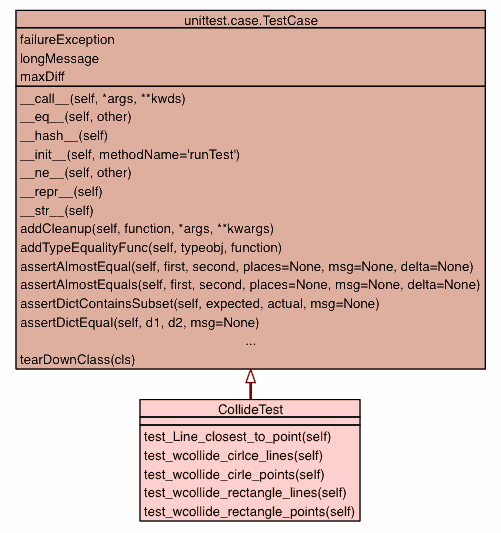 unittest.case.TestCase
failureException
longMessage
maxDiff
__call__(self, *args, **kwds)
__eq__(self, other)
__hash__(self)
__init__(self, methodName='runTest')
__ne__(self, other)
__repr__(self)
__str__(self)
addCleanup(self, function, *args, **kwargs)
addTypeEqualityFunc(self, typeobj, function)
assertAlmostEqual(self, first, second, places=None, msg=None, delta=None)
assertAlmostEquals(self, first, second, places=None, msg=None, delta=None)
assertDictContainsSubset(self, expected, actual, msg=None)
assertDictEqual(self, d1, d2, msg=None)
...
tearDownClass(cls)
CollideTest
test_Line_closest_to_point(self)
test_wcollide_cirlce_lines(self)
test_wcollide_cirle_points(self)
test_wcollide_rectangle_lines(self)
test_wcollide_rectangle_points(self)